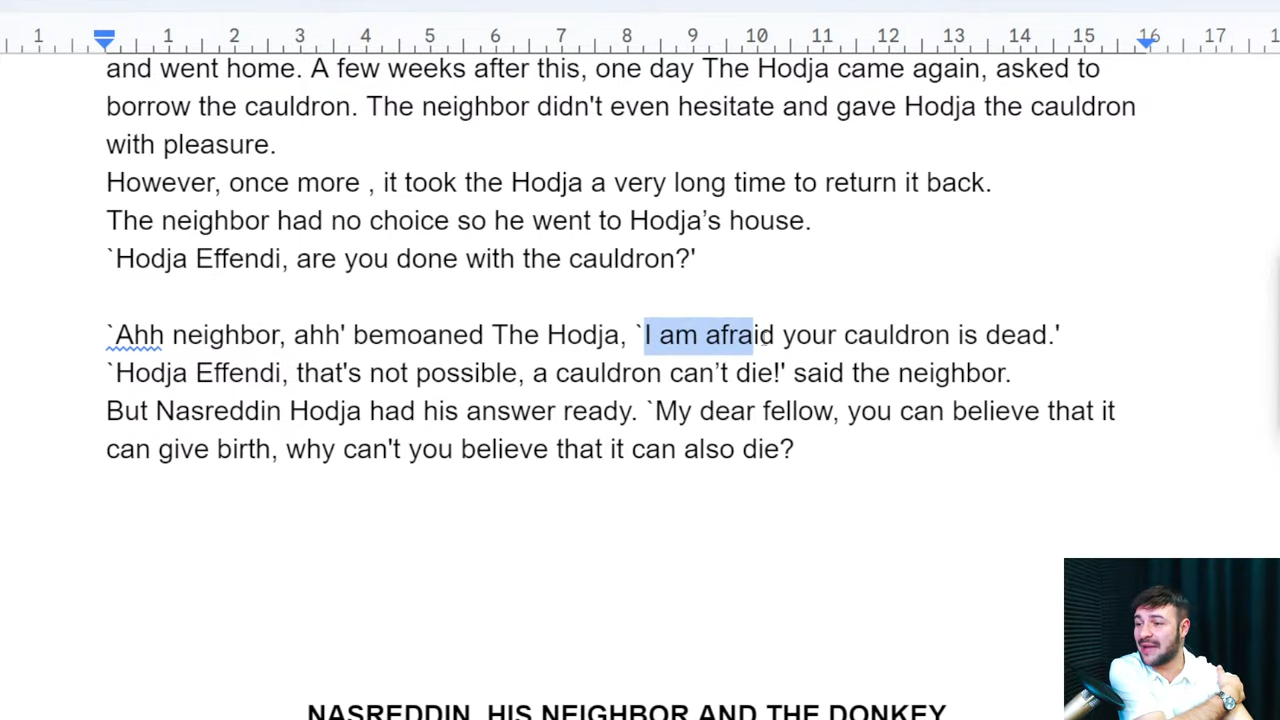 1 1 2 3 4 5 6 7 8 9 10 11 12 13 14 15 16 17
and went home. A few weeks after this, one day The Hodja came again, asked to
borrow the cauldron. The neighbor didn't even hesitate and gave Hodja the cauldron
with pleasure.
However, once more , it took the Hodja a very long time to return it back.
The neighbor had no choice so he went to Hodja’s house.
`Hodja Effendi, are you done with the cauldron?'
`Ahh neighbor, ahh' bemoaned The Hodja, `I am afraid your cauldron is dead.'
`Hodja Effendi, that's not possible, a cauldron can’t die!' said the neighbor.
But Nasreddin Hodja had his answer ready. `My dear fellow, you can believe that it
can give birth, why can't you believe that it can also die?
NASREDDIN, HIS NEIGHBOR AND THE DONKEY